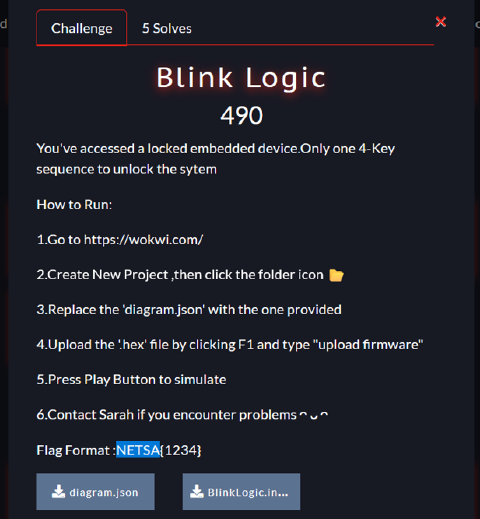 Challenge 5 Solves
Blink Logic
490
You've accessed a locked embedded device.Only one 4-Key
sequence to unlock the sytem
How to Run:
1.Go to https://wokwi.com/
2.Create New Project ,then click the folder icon 📁
3.Replace the 'diagram.json' with the one provided
4.Upload the '.hex' file by clicking F1 and type "upload firmware"
5.Press Play Button to simulate
6.Contact Sarah if you encounter problems
Flag Format :NETSA{1234}
diagram.json BlinkLogic.in...